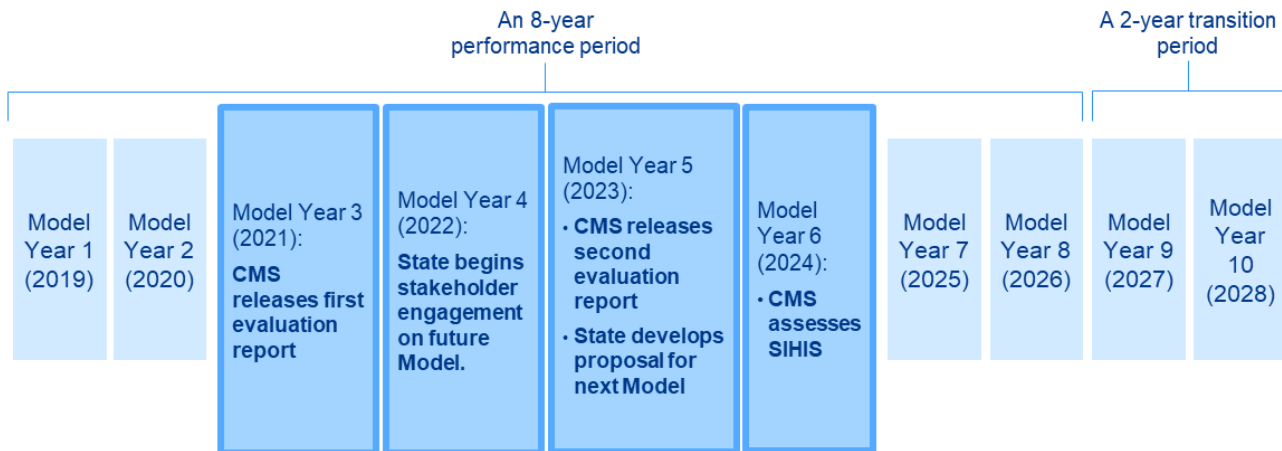 An 8-year
performance period
A 2-year transition
period
Model
Year 1
(2019)
Model
Year 2
(2020)
Model Year 3
(2021):
CMS
releases first
evaluation
report
Model Year 4
(2022):
State begins
stakeholder
engagement
on future
Model.
Model Year 5
(2023):
· CMS releases
second
evaluation
report
· State develops
proposal for
next Model
Model
Year 6
(2024):
· CMS
assesses
SIHIS
Model
Year 7
(2025)
Model
Year 8
(2026)
Model
Year 9
(2027)
Model
Year
10
(2028)